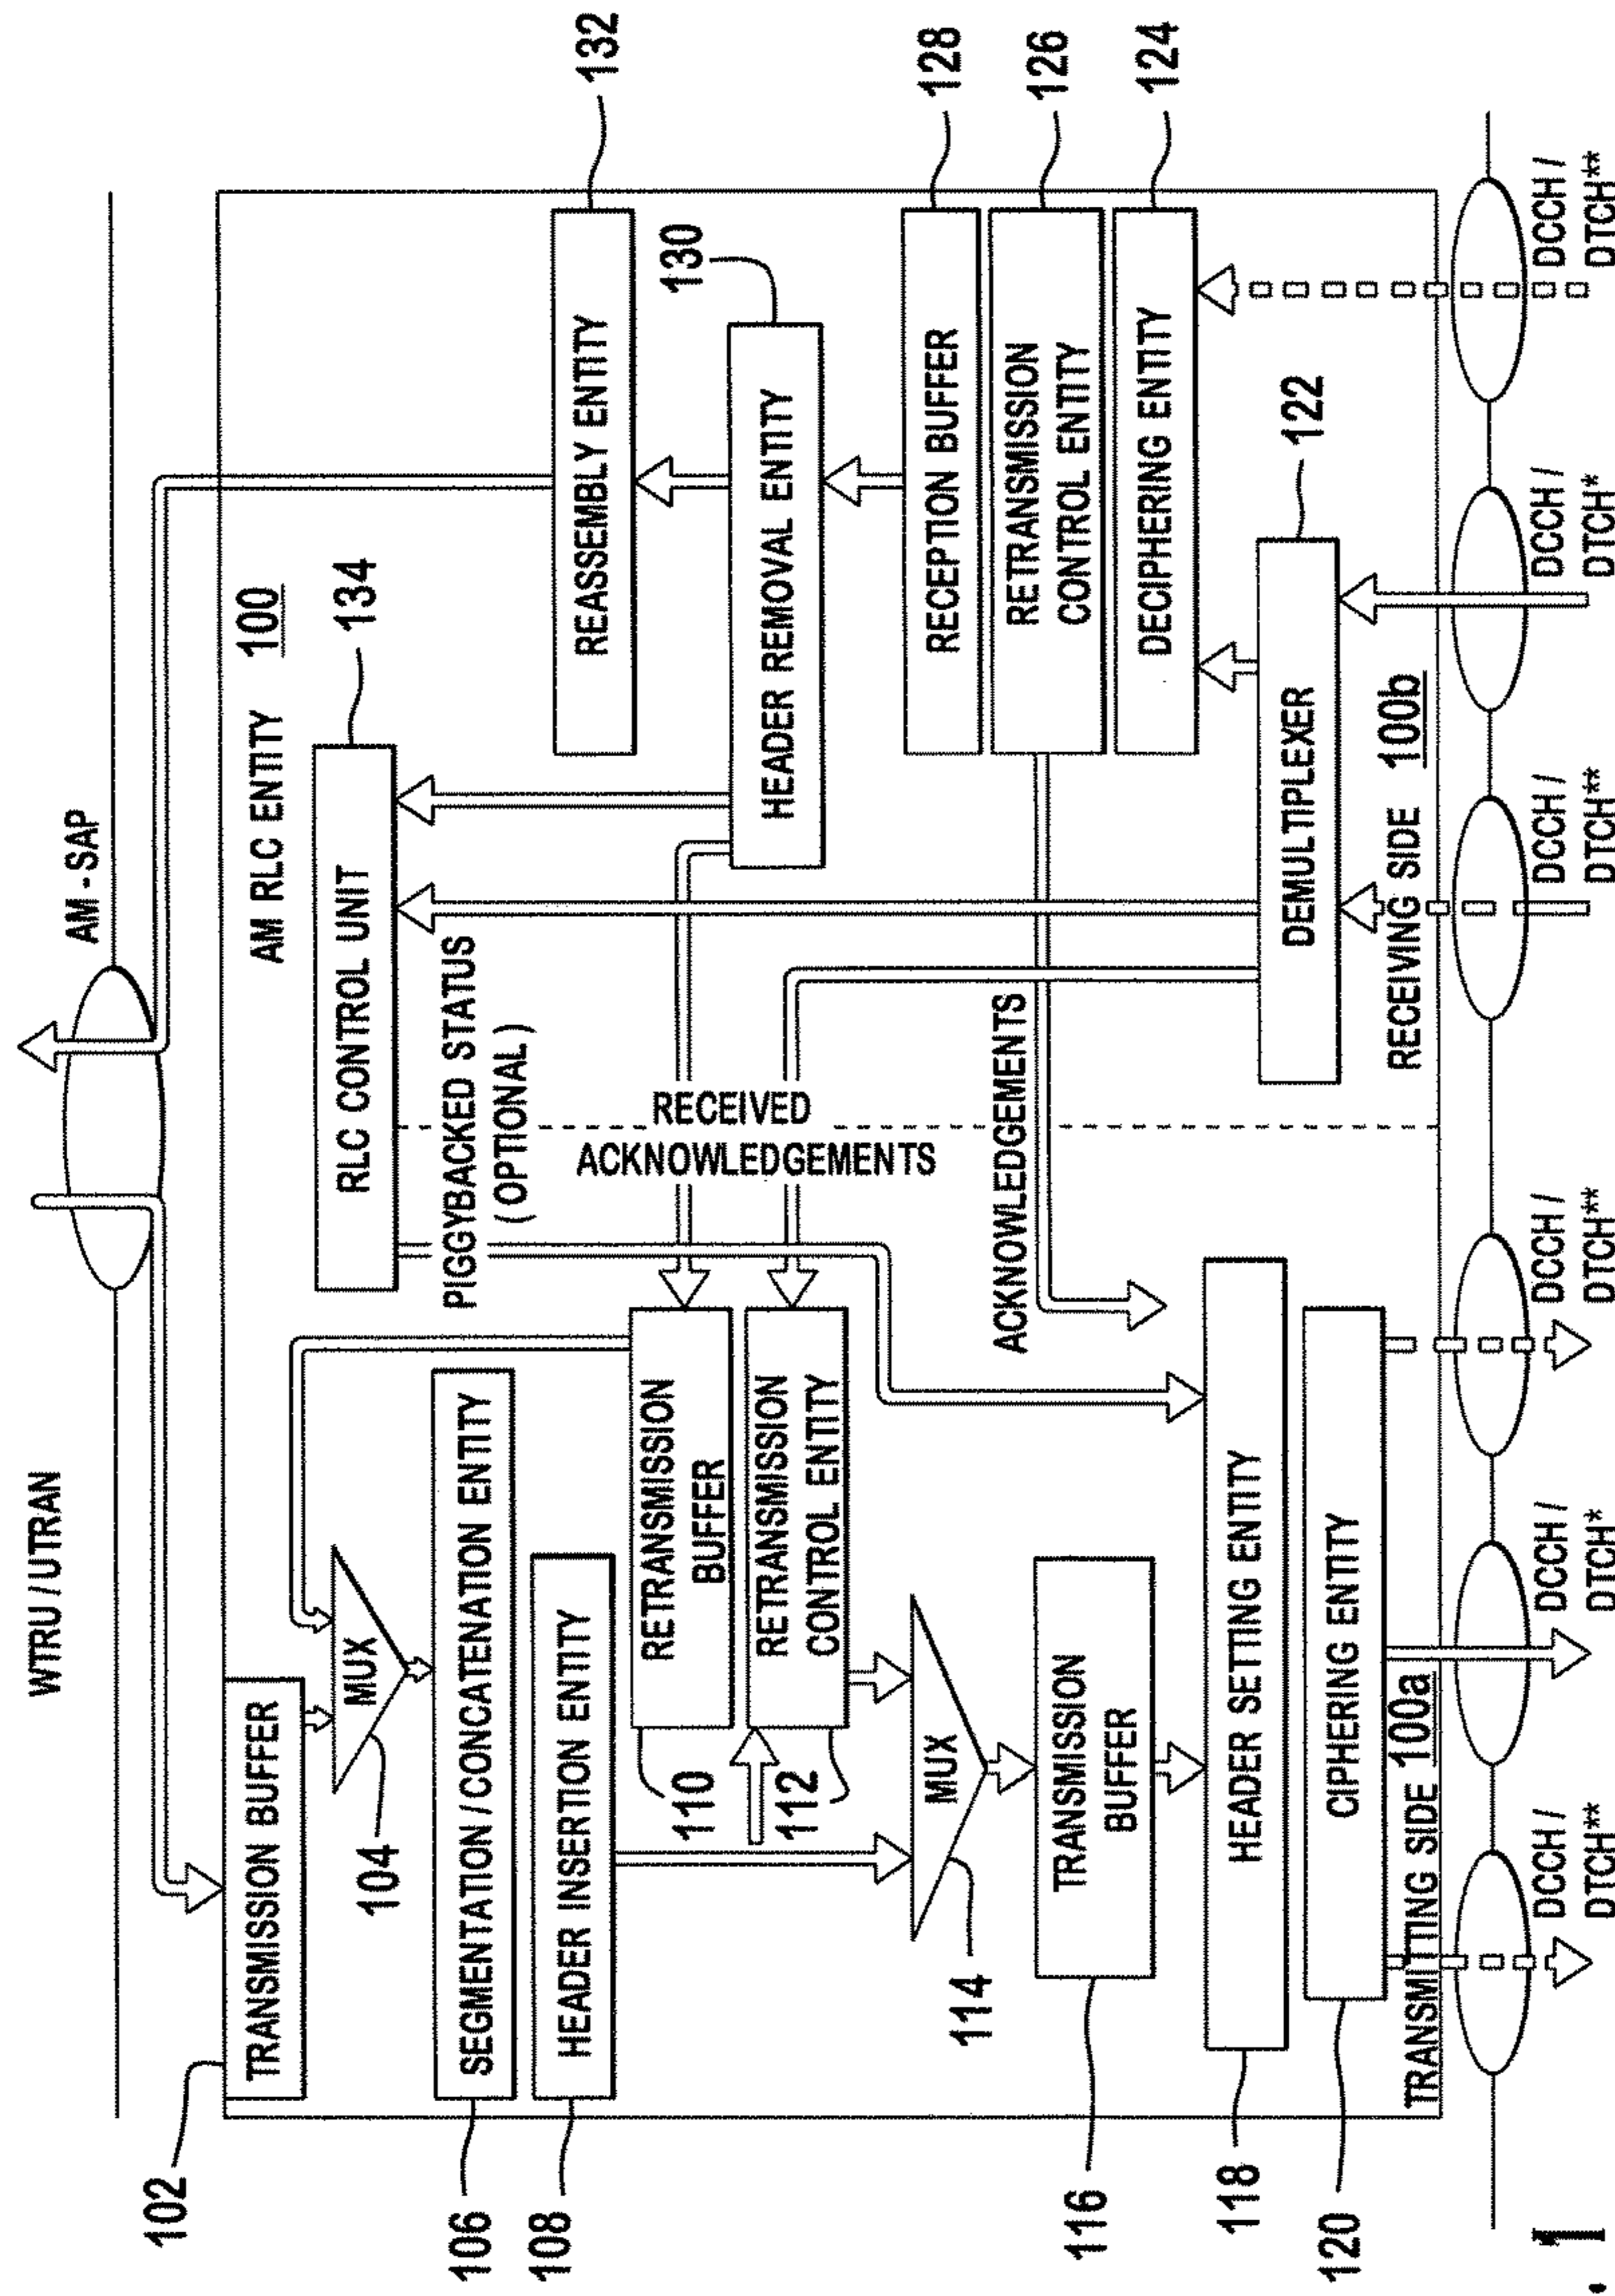 WTRU / UTRAN
AM - SAP
102
TRANSMISSION BUFFER
AM RLC ENTITY 100
134
RLC CONTROL UNIT
MUX
104
PIGGYBACKED STATUS
(OPTIONAL)
106
SEGMENTATION / CONCATENATION ENTITY
108
HEADER INSERTION ENTITY
REASSEMBLY ENTITY
132
130
HEADER REMOVAL ENTITY
RECEIVED
ACKNOWLEDGEMENTS
RETRANSMISSION
BUFFER
110
RETRANSMISSION
CONTROL ENTITY
112
RECEPTION BUFFER
128
RETRANSMISSION
CONTROL ENTITY
126
DECIPHERING ENTITY
124
ACKNOWLEDGEMENTS
MUX
114
TRANSMISSION
BUFFER
116
HEADER SETTING ENTITY
118
DEMULTIPLEXER
122
CIPHERING ENTITY
120
TRANSMITTING SIDE 100a
RECEIVING SIDE 100b
DCCH /
DTCH**
DCCH /
DTCH*
DCCH /
DTCH**
DCCH /
DTCH**
DCCH /
DTCH*
DCCH /
DTCH**
. 1